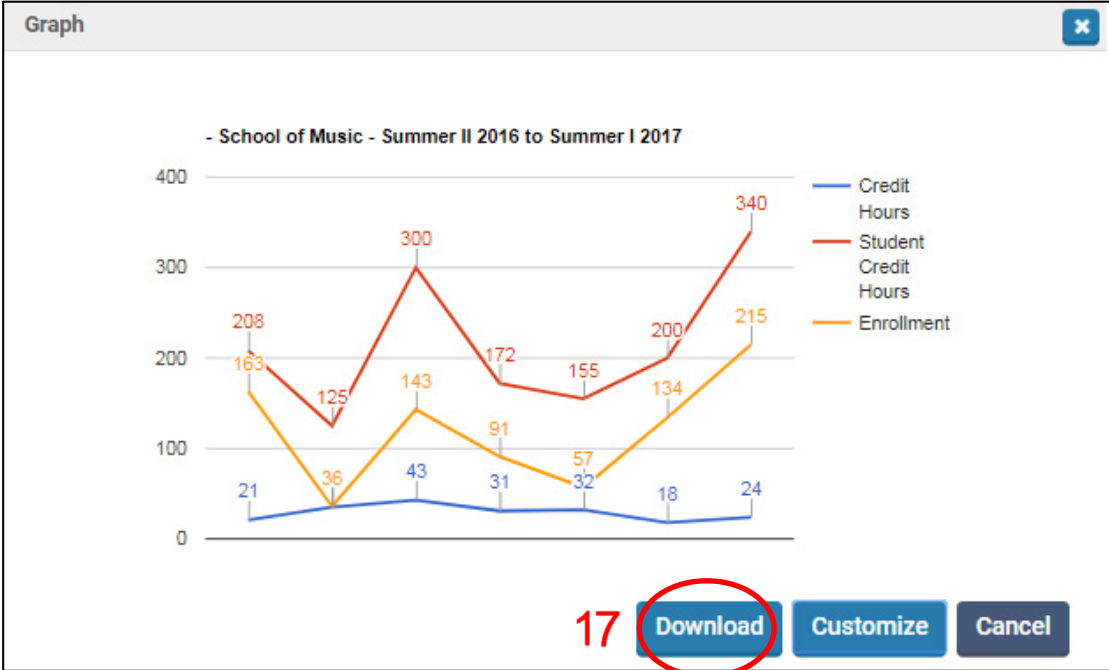 Graph
×
- School of Music - Summer II 2016 to Summer I 2017
400
300
200
100
0
Credit
Hours
Student
Credit
Hours
Enrollment
208
125
300
172
155
200
340
163
36
143
91
57
134
215
21
43
31
32
18
24
17
Download
Customize
Cancel